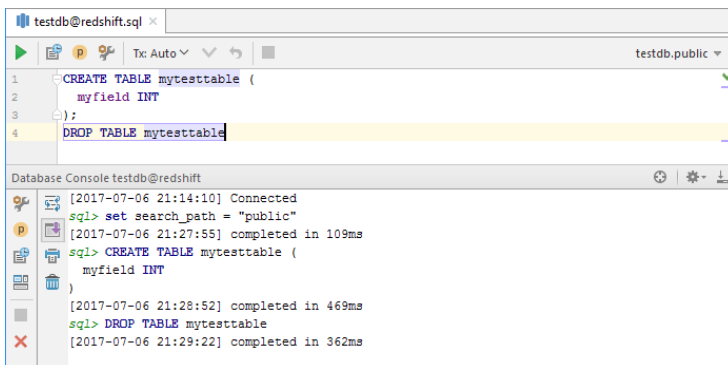 testdb@redshift.sql
Tx: Auto
testdb.public
1 CREATE TABLE mytesttable (
2   myfield INT
3 );
4 DROP TABLE mytesttable
Database Console testdb@redshift
[2017-07-06 21:14:10] Connected
sql> set search_path = "public"
[2017-07-06 21:27:55] completed in 109ms
sql> CREATE TABLE mytesttable (
  myfield INT
)
[2017-07-06 21:28:52] completed in 469ms
sql> DROP TABLE mytesttable
[2017-07-06 21:29:22] completed in 362ms